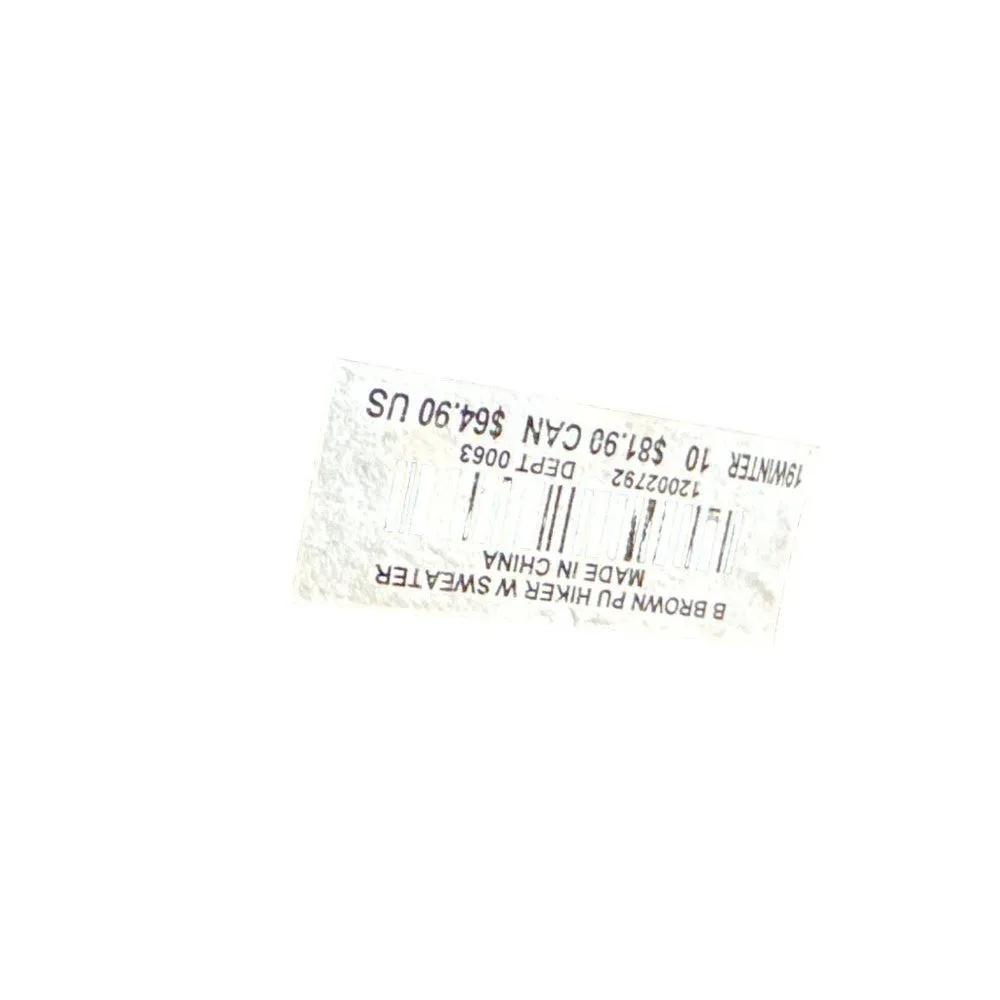 B BROWN PU HIKER W SWEATER
MADE IN CHINA
12002792 DEPT 0063
19WINTER 10 $81.90 CAN $64.90 US